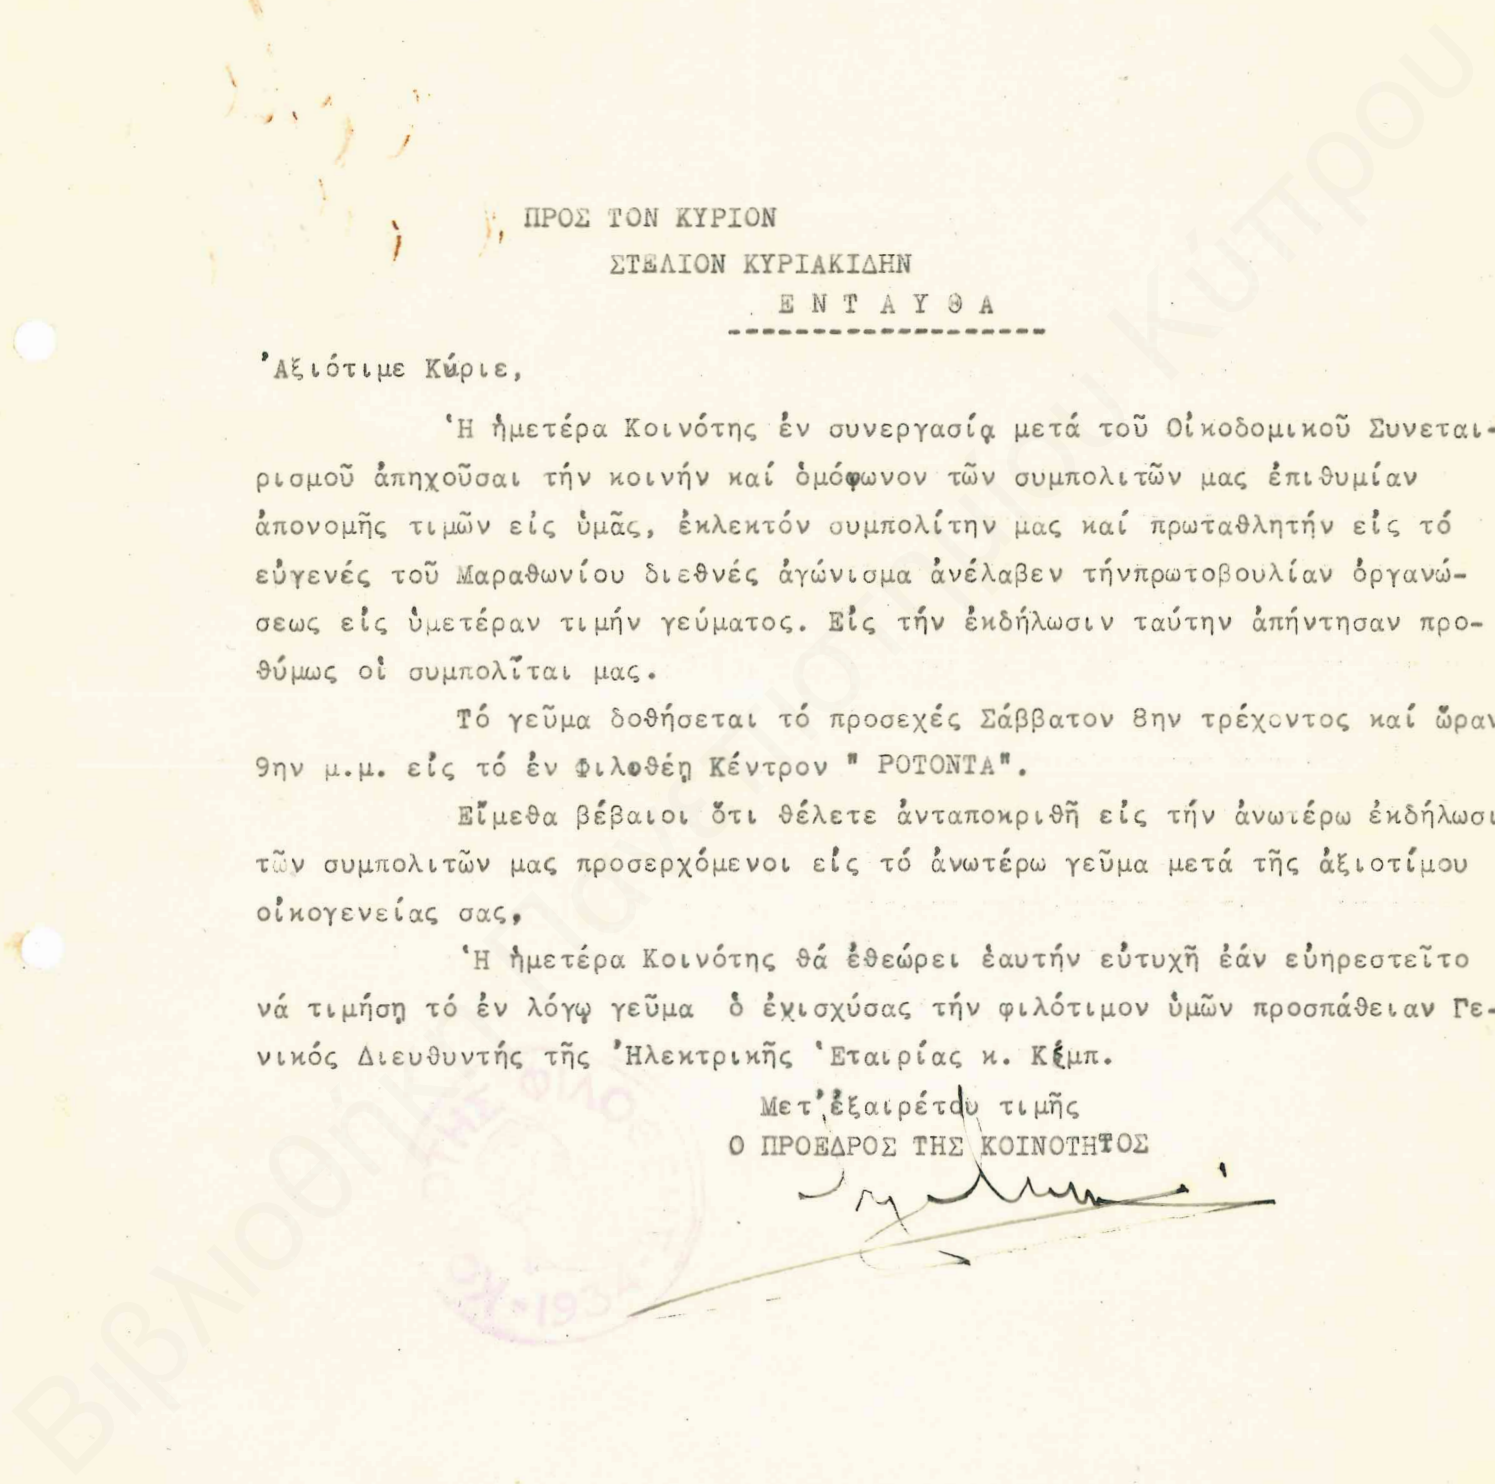 ΠΡΟΣ ΤΟΝ ΚΥΡΙΟΝ
ΣΤΕΛΙΟΝ ΚΥΡΙΑΚΙΔΗΝ
Ε Ν Τ Α Υ Θ Α
Ἀξιότιμε Κύριε,
Ἡ ἡμετέρα Κοινότης ἐν συνεργασίᾳ μετά τοῦ Οἰκοδομικοῦ Συνεται-
ρισμοῦ ἀπηχοῦσαι τήν κοινήν καί ὁμόφωνον τῶν συμπολιτῶν μας ἐπιθυμίαν
ἀπονομῆς τιμῶν εἰς ὑμᾶς, ἐκλεκτόν συμπολίτην μας καί πρωταθλητήν εἰς τό
εὐγενές τοῦ Μαραθωνίου διεθνές ἀγώνισμα ἀνέλαβεν τήνπρωτοβουλίαν ὀργανώ-
σεως εἰς ὑμετέραν τιμήν γεύματος. Εἰς τήν ἐκδήλωσιν ταύτην ἀπήντησαν προ-
θύμως οἱ συμπολῖται μας.
Τό γεῦμα δοθήσεται τό προσεχές Σάββατον 8ην τρέχοντος καί ὥραν
9ην μ.μ. εἰς τό ἐν Φιλοθέῃ Κέντρον " ΡΟΤΟΝΤΑ".
Εἴμεθα βέβαιοι ὅτι θέλετε ἀνταποκριθῆ εἰς τήν ἀνωτέρω ἐκδήλωσι
τῶν συμπολιτῶν μας προσερχόμενοι εἰς τό ἀνωτέρω γεῦμα μετά τῆς ἀξιοτίμου
οἰκογενείας σας,
Ἡ ἡμετέρα Κοινότης θά ἐθεώρει ἑαυτήν εὐτυχῆ ἐάν εὐηρεστεῖτο
νά τιμήσῃ τό ἐν λόγῳ γεῦμα ὁ ἐνισχύσας τήν φιλότιμον ὑμῶν προσπάθειαν Γε-
νικός Διευθυντής τῆς Ἠλεκτρικῆς Ἑταιρίας κ. Κέμπ.
Μετ' ἐξαιρέτου τιμῆς
Ο ΠΡΟΕΔΡΟΣ ΤΗΣ ΚΟΙΝΟΤΗΤΟΣ